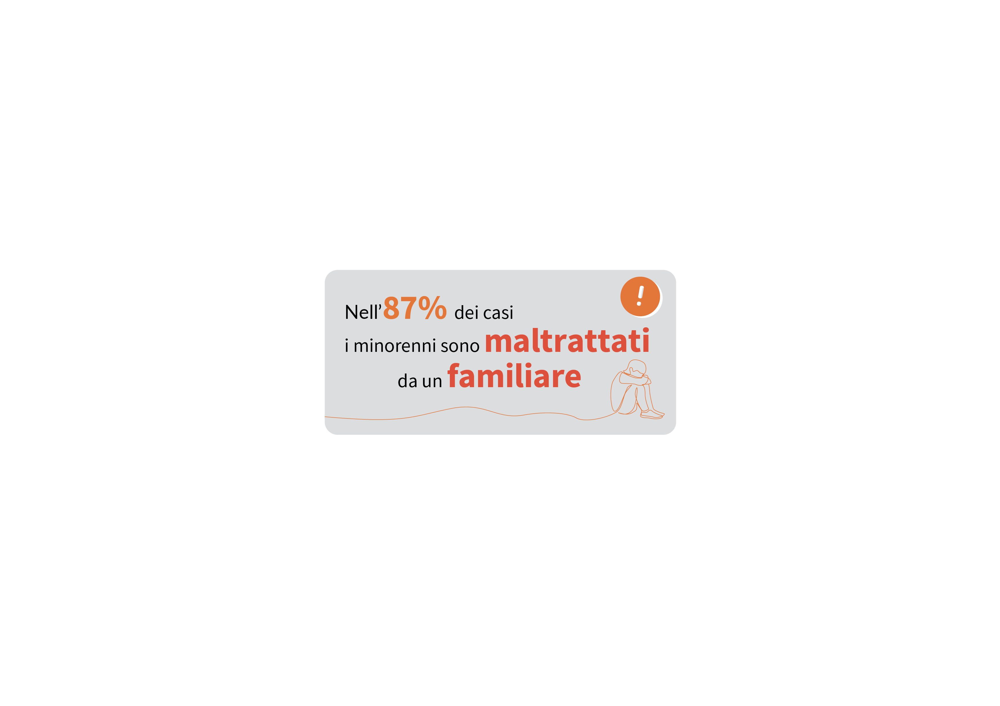 Nell’87% dei casi
i minorenni sono maltrattati
da un familiare
!